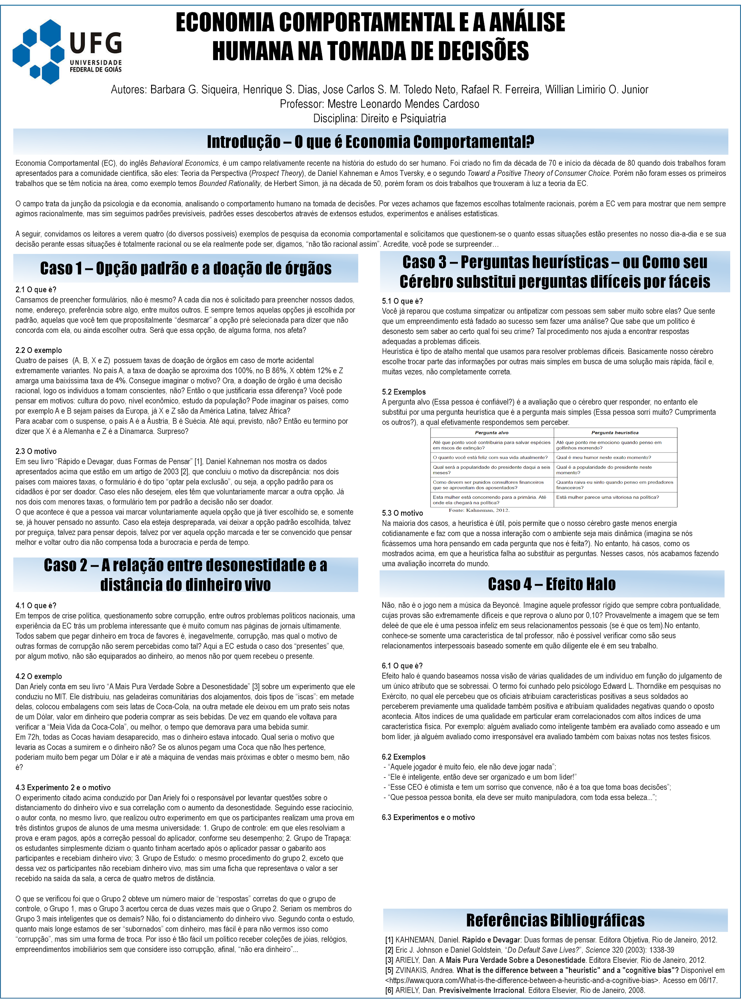 ECONOMIA COMPORTAMENTAL E A ANÁLISE
HUMANA NA TOMADA DE DECISÕES
UFG
UNIVERSIDADE
FEDERAL DE GOIÁS
Autores: Barbara G. Siqueira, Henrique S. Dias, Jose Carlos S. M. Toledo Neto, Rafael R. Ferreira, Willian Limirio O. Junior
Professor: Mestre Leonardo Mendes Cardoso
Disciplina: Direito e Psiquiatria
Introdução – O que é Economia Comportamental?
Economia Comportamental (EC), do inglês Behavioral Economics, é um campo relativamente recente na história do estudo do ser humano. Foi criado no fim da década de 70 e início da década de 80 quando dois trabalhos foram
apresentados para a comunidade científica, são eles: Teoria da Perspectiva (Prospect Theory), de Daniel Kahneman e Amos Tversky, e o segundo Toward a Positive Theory of Consumer Choice. Porém não foram esses os primeiros
trabalhos que se têm notícia na área, como exemplo temos Bounded Rationality, de Herbert Simon, já na década de 50, porém foram os dois trabalhos que trouxeram à luz a teoria da EC.
O campo trata da junção da psicologia e da economia, analisando o comportamento humano na tomada de decisões. Por vezes achamos que fazemos escolhas totalmente racionais, porém a EC vem para mostrar que nem sempre
agimos racionalmente, mas sim seguimos padrões previsíveis, padrões esses descobertos através de extensos estudos, experimentos e análises estatísticas.
A seguir, convidamos os leitores a verem quatro (do diversos possíveis) exemplos de pesquisa da economia comportamental e solicitamos que questionem-se o quanto essas situações estão presentes no nosso dia-a-dia e se sua
decisão perante essas situações é totalmente racional ou se ela realmente pode ser, digamos, “não tão racional assim”. Acredite, você pode se surpreender…
Caso 1 – Opção padrão e a doação de órgãos
2.1 O que é?
Cansamos de preencher formulários, não é mesmo? A cada dia nos é solicitado para preencher nossos dados,
nome, endereço, preferência sobre algo, entre muitos outros. E sempre temos aquelas opções já escolhida por
padrão, aquelas que você tem que propositalmente “desmarcar” a opção pré selecionada para dizer que não
concorda com ela, ou ainda escolher outra. Será que essa opção, de alguma forma, nos afeta?
2.2 O exemplo
Quatro de países (A, B, X e Z) possuem taxas de doação de órgãos em caso de morte acidental
extremamente variantes. No país A, a taxa de doação se aproxima dos 100%, no B 86%, X obtém 12% e Z
amarga uma baixíssima taxa de 4%. Consegue imaginar o motivo? Ora, a doação de órgão é uma decisão
racional, logo os indivíduos a tomam conscientes, não? Então o que justificaria essa diferença? Você pode
pensar em motivos: cultura do povo, nível econômico, estudo da população? Pode imaginar os países, como
por exemplo A e B sejam países da Europa, já X e Z são da América Latina, talvez África?
Para acabar com o suspense, o país A é a Áustria, B é Suécia. Até aqui, previsto, não? Então eu termino por
dizer que X é a Alemanha e Z é a Dinamarca. Surpreso?
2.3 O motivo
Em seu livro “Rápido e Devagar, duas Formas de Pensar” [1], Daniel Kahneman nos mostra os dados
apresentados acima que estão em um artigo de 2003 [2], que concluiu o motivo da discrepância: nos dois
países com maiores taxas, o formulário é do tipo “optar pela exclusão”, ou seja, a opção padrão para os
cidadãos é por ser doador. Caso eles não desejem, eles têm que voluntariamente marcar a outra opção. Já
nos dois com menores taxas, o formulário tem por padrão a decisão não ser doador.
O que acontece é que a pessoa vai marcar voluntariamente aquela opção que já tiver escolhido se, e somente
se, já houver pensado no assunto. Caso ela esteja despreparada, vai deixar a opção padrão escolhida, talvez
por preguiça, talvez para pensar depois, talvez por ver aquela opção marcada e ter se convencido que pensar
melhor e voltar outro dia não compensa toda a burocracia e perda de tempo.
Caso 2 – A relação entre desonestidade e a
distância do dinheiro vivo
4.1 O que é?
Em tempos de crise política, questionamento sobre corrupção, entre outros problemas políticos nacionais, uma
experiência da EC trás um problema interessante que é muito comum nas páginas de jornais ultimamente.
Todos sabem que pegar dinheiro em troca de favores é, inegavelmente, corrupção, mas qual o motivo de
outras formas de corrupção não serem percebidas como tal? Aqui a EC estuda o caso dos “presentes” que,
por algum motivo, não são equiparados ao dinheiro, ao menos não por quem recebeu o presente.
4.2 O exemplo
Dan Ariely conta em seu livro “A Mais Pura Verdade Sobre a Desonestidade” [3] sobre um experimento que ele
conduziu no MIT. Ele distribuiu, nas geladeiras comunitárias dos alojamentos, dois tipos de “iscas”: em metade
delas, colocou embalagens com seis latas de Coca-Cola, na outra metade ele deixou em um prato seis notas
de um Dólar, valor em dinheiro que poderia comprar as seis bebidas. De vez em quando ele voltava para
verificar a “Meia Vida da Coca-Cola”, ou melhor, o tempo que demorava para uma bebida sumir.
Em 72h, todas as Cocas haviam desaparecido, mas o dinheiro estava intocado. Qual seria o motivo que
levaria as Cocas a sumirem e o dinheiro não? Se os alunos pegam uma Coca que não lhes pertence,
poderiam muito bem pegar um Dólar e ir até a máquina de vendas mais próximas e obter o mesmo bem, não
é?
4.3 Experimento 2 e o motivo
O experimento citado acima conduzido por Dan Ariely foi o responsável por levantar questões sobre o
distanciamento do dinheiro vivo e sua correlação com o aumento da desonestidade. Seguindo esse raciocínio,
o autor conta, no mesmo livro, que realizou outro experimento em que os participantes realizam uma prova em
três distintos grupos de alunos de uma mesma universidade: 1. Grupo de controle: em que eles resolviam a
prova e eram pagos, após a correção pessoal do aplicador, conforme seu desempenho; 2. Grupo de Trapaça:
os estudantes simplesmente diziam o quanto tinham acertado após o aplicador passar o gabarito aos
participantes e recebiam dinheiro vivo; 3. Grupo de Estudo: o mesmo procedimento do grupo 2, exceto que
dessa vez os participantes não recebiam dinheiro vivo, mas sim uma ficha que representava o valor a ser
recebido na saída da sala, a cerca de quatro metros de distância.
O que se verificou foi que o Grupo 2 obteve um número maior de “respostas” corretas do que o grupo de
controle, o Grupo 1, mas o Grupo 3 acertou cerca de duas vezes mais que o Grupo 2. Seriam os membros do
Grupo 3 mais inteligentes que os demais? Não, foi o distanciamento do dinheiro vivo. Segundo conta o estudo,
quanto mais longe estamos de ser “subornados” com dinheiro, mas fácil é para não vermos isso como
“corrupção”, mas sim uma forma de troca. Por isso é tão fácil um político receber coleções de jóias, relógios,
empreendimentos imobiliários sem que considere isso corrupção, afinal, “não era dinheiro”...
Caso 3 – Perguntas heurísticas – ou Como seu
Cérebro substitui perguntas difíceis por fáceis
5.1 O que é?
Você já reparou que costuma simpatizar ou antipatizar com pessoas sem saber muito sobre elas? Que sente
que um empreendimento está fadado ao sucesso sem fazer uma análise? Que sabe que um político é
desonesto sem saber ao certo qual foi seu crime? Tal procedimento nos ajuda a encontrar respostas
adequadas a problemas difíceis.
Heurística é tipo de atalho mental que usamos para resolver problemas difíceis. Basicamente nosso cérebro
escolhe trocar parte das informações por outras mais simples em busca de uma solução mais rápida, fácil e,
muitas vezes, não completamente correta.
5.2 Exemplos
A pergunta alvo (Essa pessoa é confiável?) é a avaliação que o cérebro quer responder, no entanto ele
substitui por uma pergunta heurística que é a pergunta mais simples (Essa pessoa sorri muito? Cumprimenta
os outros?), a qual efetivamente respondemos sem perceber.
Pergunta alvo
Pergunta heurística
Até que ponto você contribuiria para salvar espécies
em riscos de extinção?
Até que ponto me emociono quando penso em
golfinhos morrendo?
O quanto você está feliz com sua vida atualmente?
Qual é meu humor neste exato momento?
Qual será a popularidade do presidente daqui a seis
meses?
Qual é a popularidade do presidente neste
momento?
Como devem ser punidos consultores financeiros
que se aproveitam dos aposentados?
Quanta raiva eu sinto quando penso em predadores
financeiros?
Esta mulher está concorrendo para a primária. Até
onde ela chegará na política?
Está mulher parece uma vitoriosa na política?
Fonte: Kahneman, 2012.
5.3 O motivo
Na maioria dos casos, a heurística é útil, pois permite que o nosso cérebro gaste menos energia
cotidianamente e faz com que a nossa interação com o ambiente seja mais dinâmica (imagina se nós
ficássemos uma hora pensando em cada pergunta que nos é feita?). No entanto, há casos, como os
mostrados acima, em que a heurística falha ao substituir as perguntas. Nesses casos, nós acabamos fazendo
uma avaliação incorreta do mundo.
Caso 4 – Efeito Halo
Não, não é o jogo nem a música da Beyoncé. Imagine aquele professor rígido que sempre cobra pontualidade,
cujas provas são extremamente difíceis e que reprova o aluno por 0,10? Provavelmente a imagem que se tem
deleé de que ele é uma pessoa infeliz em seus relacionamentos pessoais (se é que os tem).No entanto,
conhece-se somente uma característica de tal professor, não é possível verificar como são seus
relacionamentos interpessoais baseado somente em quão diligente ele é em seu trabalho.
6.1 O que é?
Efeito halo é quando baseamos nossa visão de várias qualidades de um indivíduo em função do julgamento de
um único atributo que se sobressai. O termo foi cunhado pelo psicólogo Edward L. Thorndike em pesquisas no
Exército, no qual ele percebeu que os oficiais atribuíam características positivas a seus soldados ao
perceberem previamente uma qualidade também positiva e atribuíam qualidades negativas quando o oposto
acontecia. Altos índices de uma qualidade em particular eram correlacionados com altos índices de uma
característica física. Por exemplo: alguém avaliado como inteligente também era avaliado como asseado e um
bom líder, já alguém avaliado como irresponsável era avaliado também com baixas notas nos testes físicos.
6.2 Exemplos
- “Aquele jogador é muito feio, ele não deve jogar nada”;
- “Ele é inteligente, então deve ser organizado e um bom líder!”
- “Esse CEO é otimista e tem um sorriso que convence, não é a toa que toma boas decisões”;
- “Que pessoa pessoa bonita, ela deve ser muito manipuladora, com toda essa beleza...”;
6.3 Experimentos e o motivo
Referências Bibliográficas
[1] KAHNEMAN, Daniel. Rápido e Devagar: Duas formas de pensar. Editora Objetiva, Rio de Janeiro, 2012.
[2] Eric J. Johnson e Daniel Goldstein, “Do Default Save Lives?”, Science 320 (2003): 1338-39
[3] ARIELY, Dan. A Mais Pura Verdade Sobre a Desonestidade. Editora Elsevier, Rio de Janeiro, 2012.
[5] ZVINAKIS, Andrea. What is the difference between a "heuristic" and a "cognitive bias"? Disponível em
<https://www.quora.com/What-is-the-difference-between-a-heuristic-and-a-cognitive-bias>. Acesso em 06/17.
[6] ARIELY, Dan. Previsivelmente Irracional. Editora Elsevier, Rio de Janeiro, 2008.